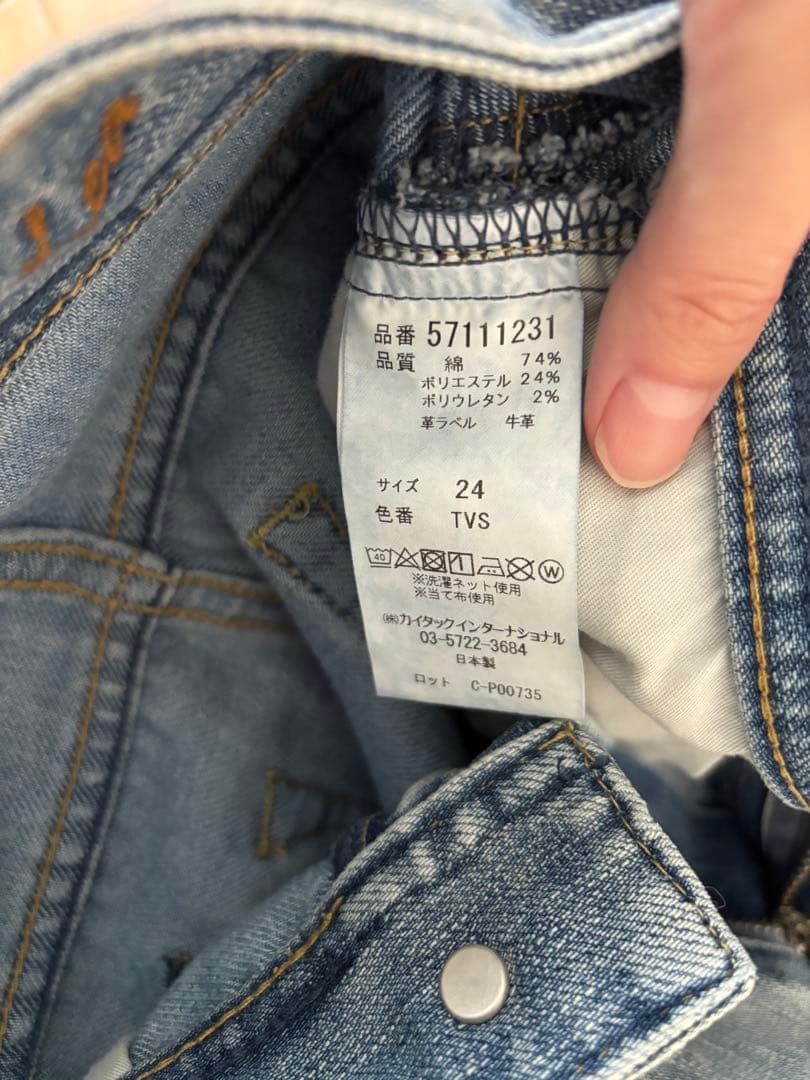 品番 57111231
品質 綿 74%
ポリエステル 24%
ポリウレタン 2%
革ラベル 牛革
サイズ 24
色番 TVS
40
1
W
※洗濯ネット使用
※当て布使用
㈱カイタックインターナショナル
03-5722-3684
日本製
ロット C-P00735